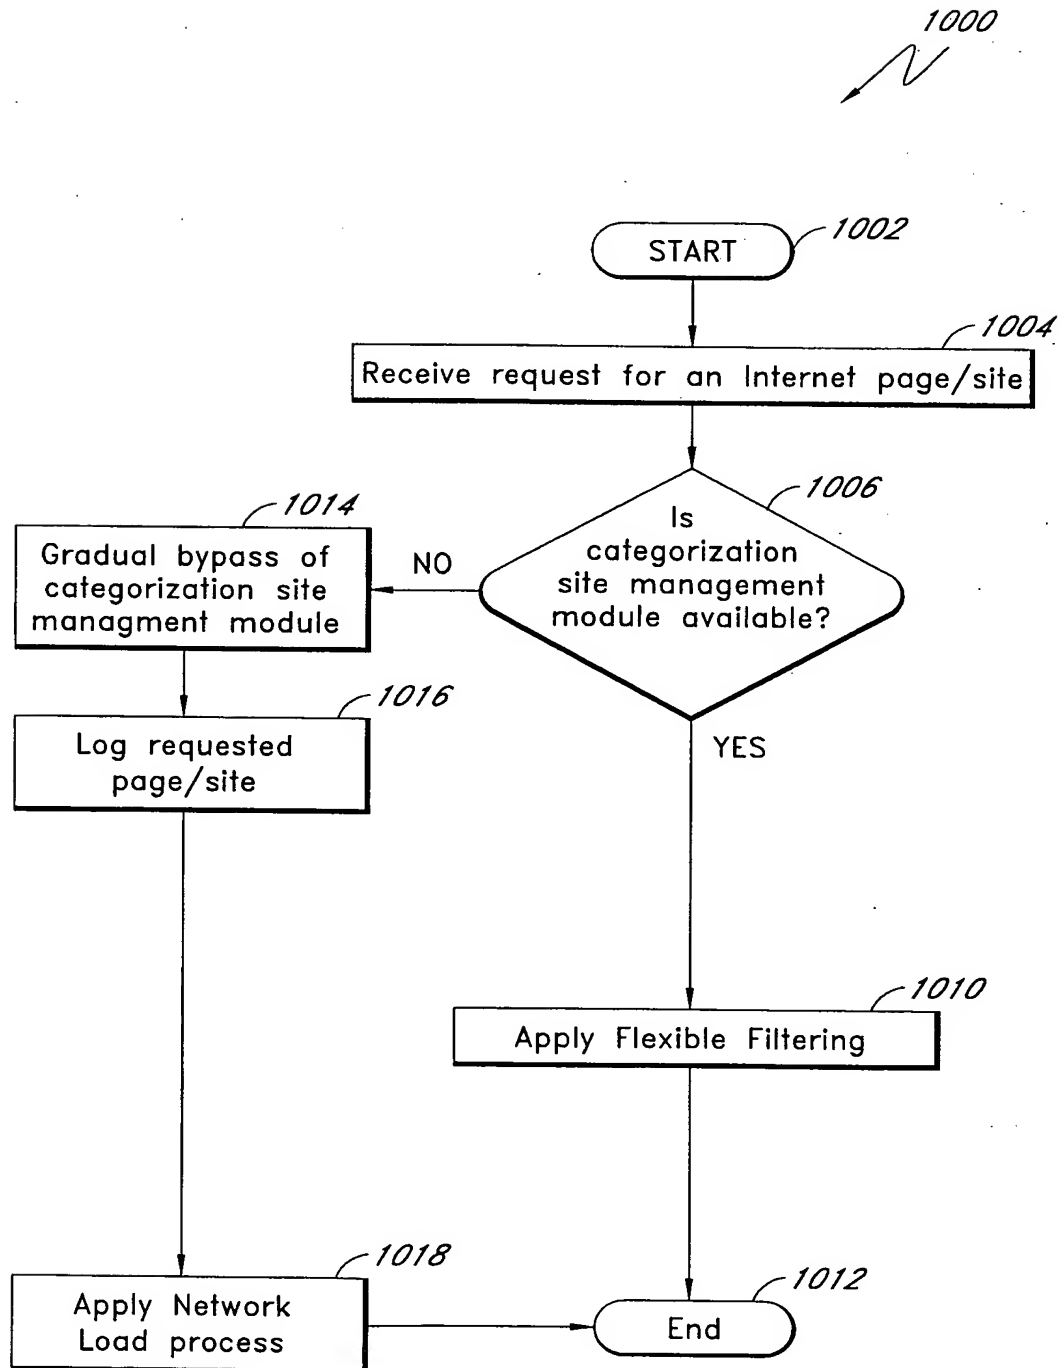 1000
START
1002
1004
Receive request for an Internet page/site
1006
Is
categorization
site management
module available?
NO
1014
Gradual bypass of
categorization site
managment module
1016
Log requested
page/site
YES
1010
Apply Flexible Filtering
1018
Apply Network
Load process
1012
End